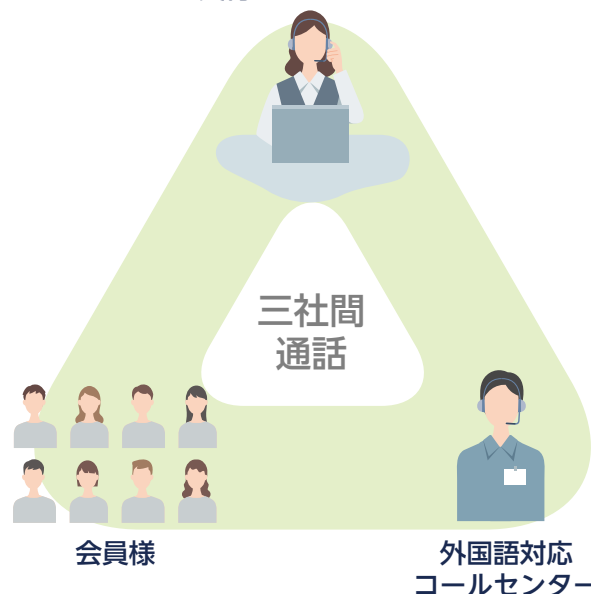 三社間
通話
会員様
外国語対応
コールセンター